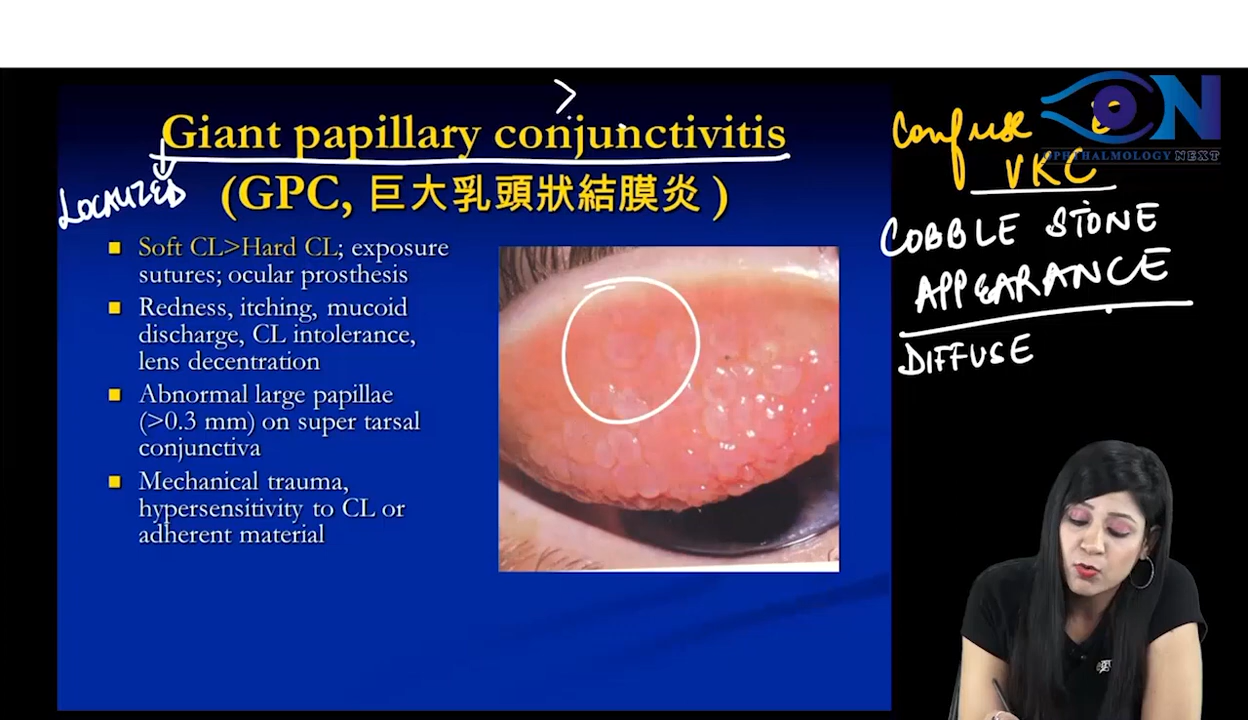 Giant papillary conjunctivitis
(GPC, 巨大乳頭狀結膜炎 )
LOCALIZED
Soft CL>Hard CL; exposure
sutures; ocular prosthesis
Redness, itching, mucoid
discharge, CL intolerance,
lens decentration
Abnormal large papillae
(>0.3 mm) on super tarsal
conjunctiva
Mechanical trauma,
hypersensitivity to CL or
adherent material
Confuse
VKC
COBBLE STONE
APPEARANCE
DIFFUSE
ON
OPHTHALMOLOGY NEXT